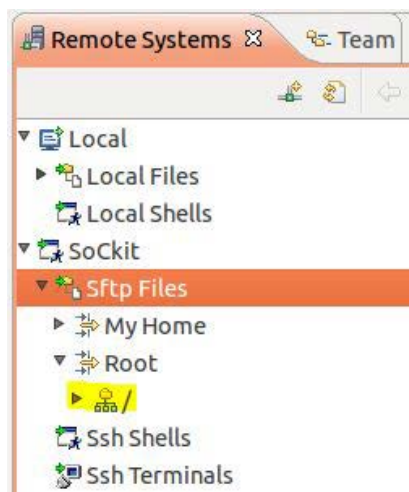 Remote Systems Team
Local
Local Files
Local Shells
SoCkit
Sftp Files
My Home
Root
/
Ssh Shells
Ssh Terminals